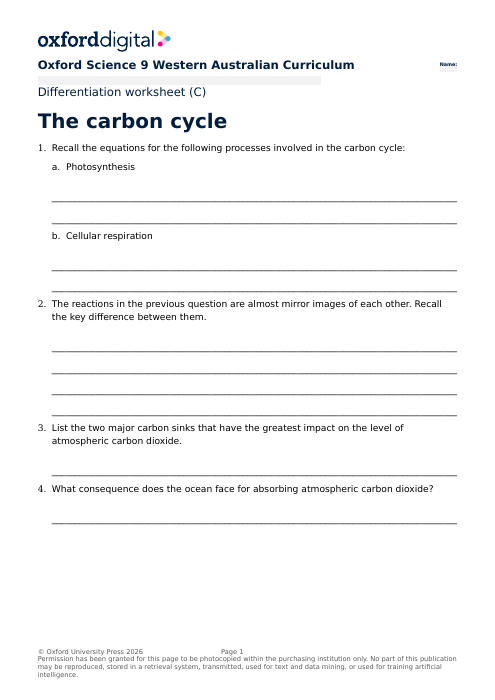 oxforddigital
Oxford Science 9 Western Australian Curriculum
Name:
Differentiation worksheet (C)
The carbon cycle
1. Recall the equations for the following processes involved in the carbon cycle:
a. Photosynthesis
b. Cellular respiration
2. The reactions in the previous question are almost mirror images of each other. Recall
the key difference between them.
3. List the two major carbon sinks that have the greatest impact on the level of
atmospheric carbon dioxide.
4. What consequence does the ocean face for absorbing atmospheric carbon dioxide?
© Oxford University Press 2026 Page 1
Permission has been granted for this page to be photocopied within the purchasing institution only. No part of this publication
may be reproduced, stored in a retrieval system, transmitted, used for text and data mining, or used for training artificial
intelligence.